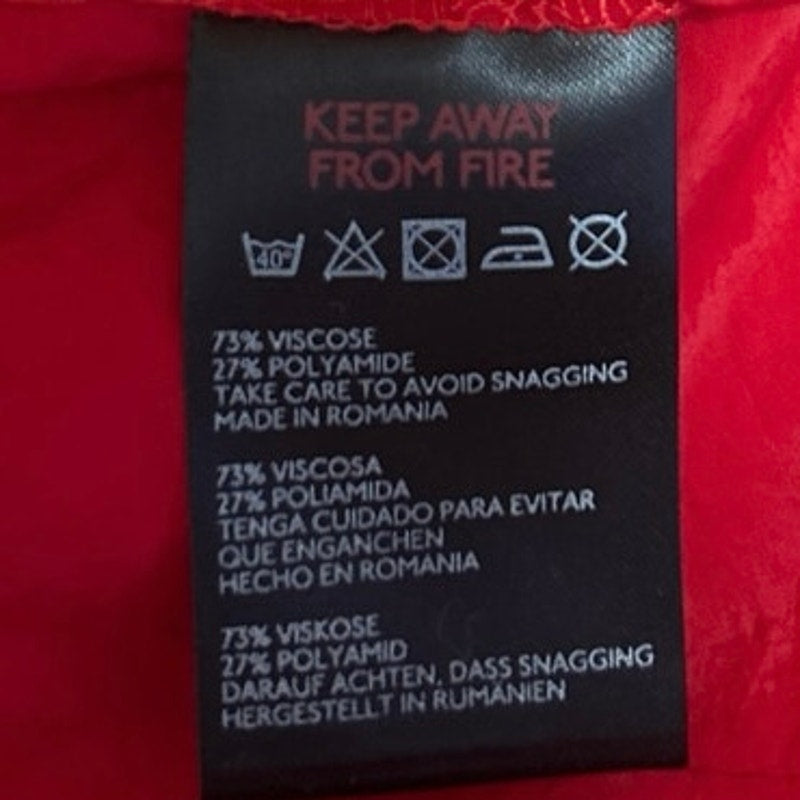 KEEP AWAY
FROM FIRE
40°
73% VISCOSE
27% POLYAMIDE
TAKE CARE TO AVOID SNAGGING
MADE IN ROMANIA
73% VISCOSA
27% POLIAMIDA
TENGA CUIDADO PARA EVITAR
QUE ENGANCHEN
HECHO EN ROMANIA
73% VISKOSE
27% POLYAMID
DARAUF ACHTEN, DASS SNAGGING
HERGESTELLT IN RUMÄNIEN